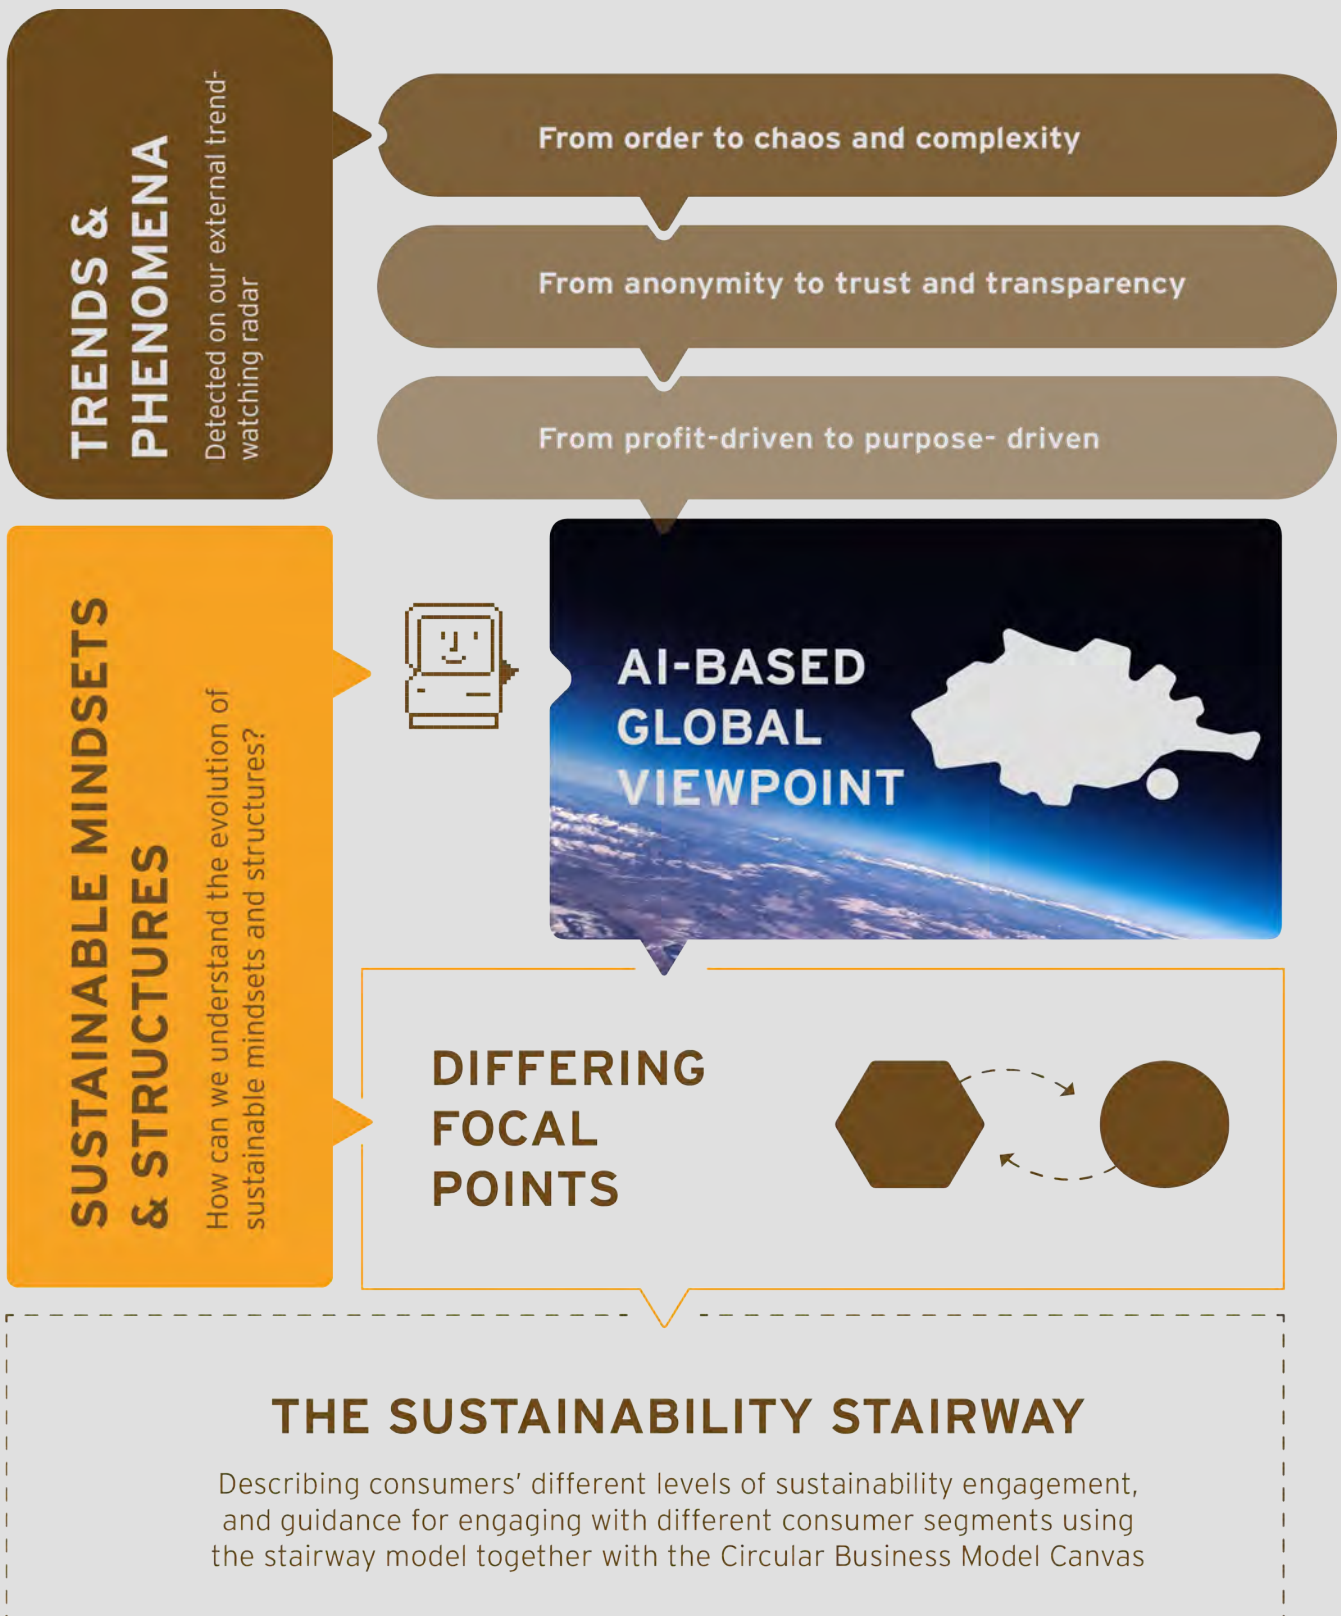 TRENDS &
PHENOMENA
Detected on our external trend-
watching radar
From order to chaos and complexity
From anonymity to trust and transparency
From profit-driven to purpose- driven
SUSTAINABLE MINDSETS
& STRUCTURES
How can we understand the evolution of
sustainable mindsets and structures?
AI-BASED
GLOBAL
VIEWPOINT
DIFFERING
FOCAL
POINTS
THE SUSTAINABILITY STAIRWAY
Describing consumers’ different levels of sustainability engagement,
and guidance for engaging with different consumer segments using
the stairway model together with the Circular Business Model Canvas